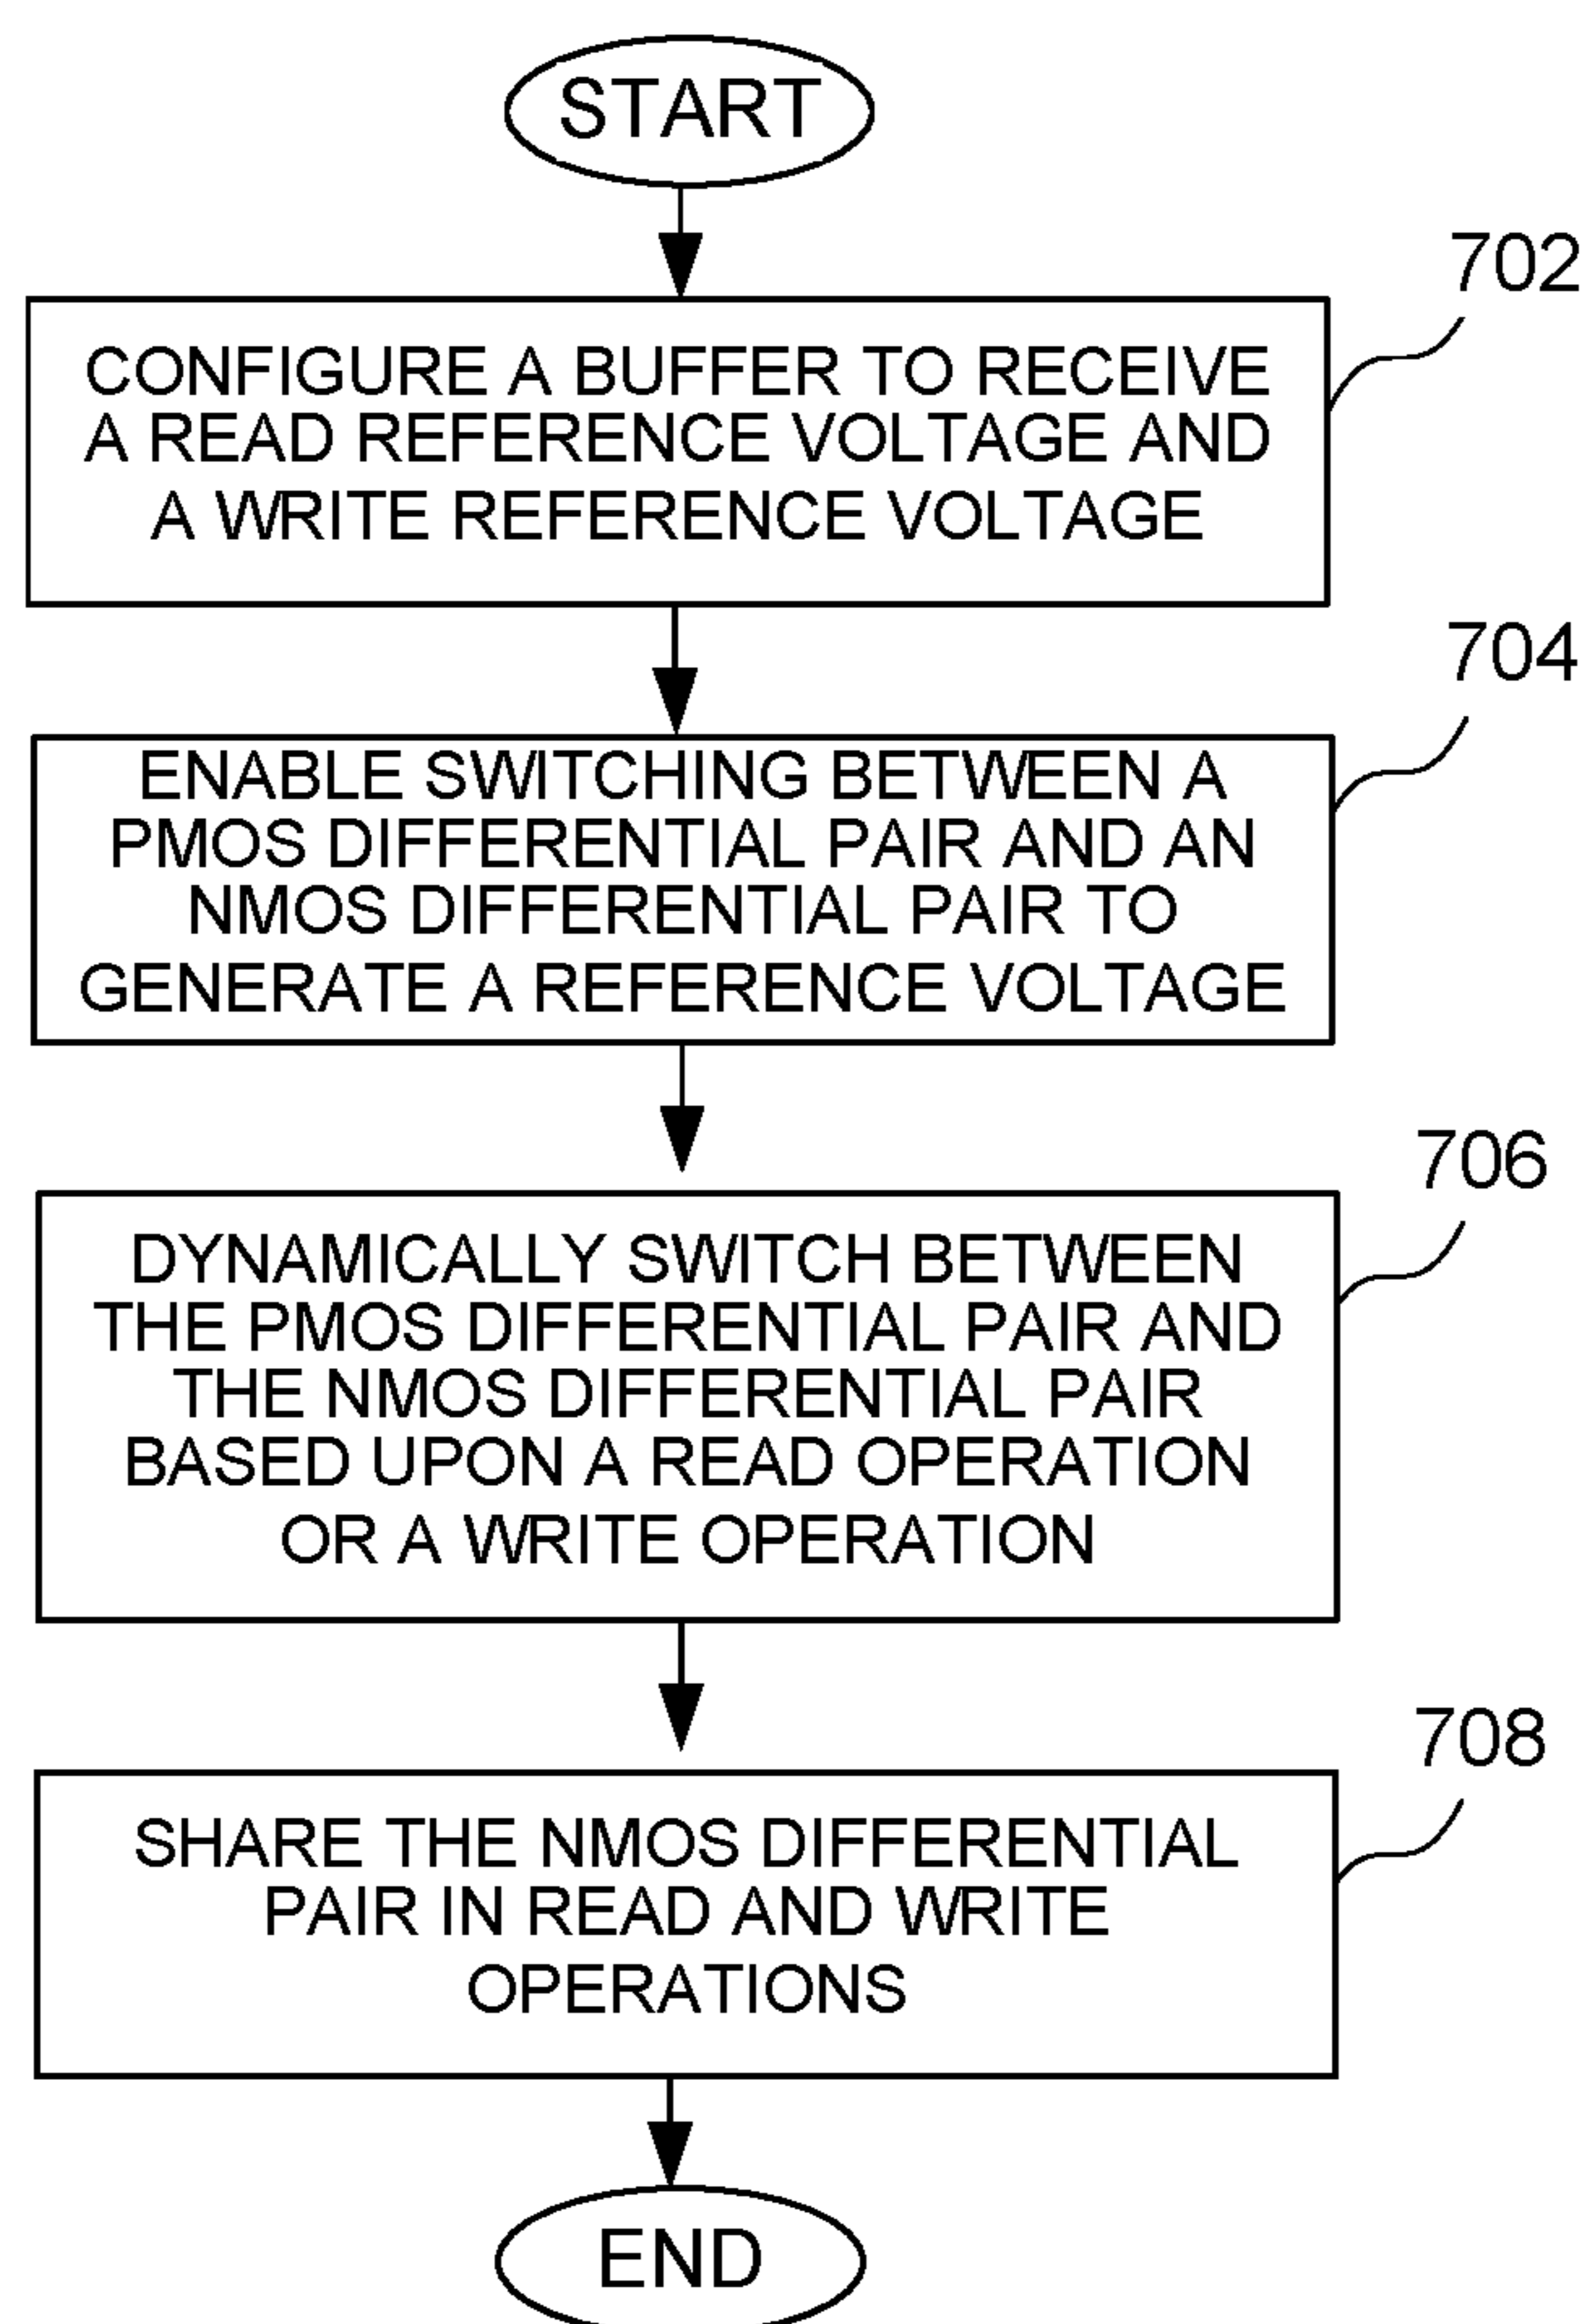 START
702
CONFIGURE A BUFFER TO RECEIVE
A READ REFERENCE VOLTAGE AND
A WRITE REFERENCE VOLTAGE
704
ENABLE SWITCHING BETWEEN A
PMOS DIFFERENTIAL PAIR AND AN
NMOS DIFFERENTIAL PAIR TO
GENERATE A REFERENCE VOLTAGE
706
DYNAMICALLY SWITCH BETWEEN
THE PMOS DIFFERENTIAL PAIR AND
THE NMOS DIFFERENTIAL PAIR
BASED UPON A READ OPERATION
OR A WRITE OPERATION
708
SHARE THE NMOS DIFFERENTIAL
PAIR IN READ AND WRITE
OPERATIONS
END